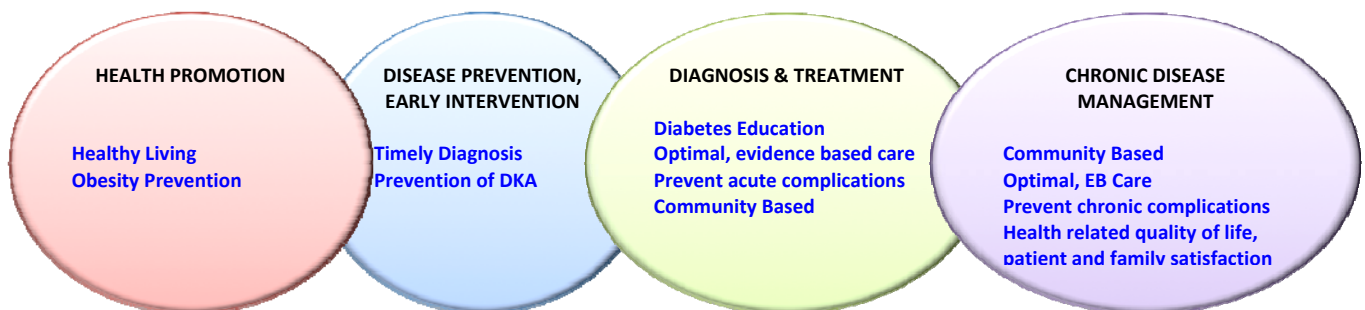 HEALTH PROMOTION
Healthy Living
Obesity Prevention
DISEASE PREVENTION,
EARLY INTERVENTION
Timely Diagnosis
Prevention of DKA
DIAGNOSIS & TREATMENT
Diabetes Education
Optimal, evidence based care
Prevent acute complications
Community Based
CHRONIC DISEASE
MANAGEMENT
Community Based
Optimal, EB Care
Prevent chronic complications
Health related quality of life,
patient and family satisfaction